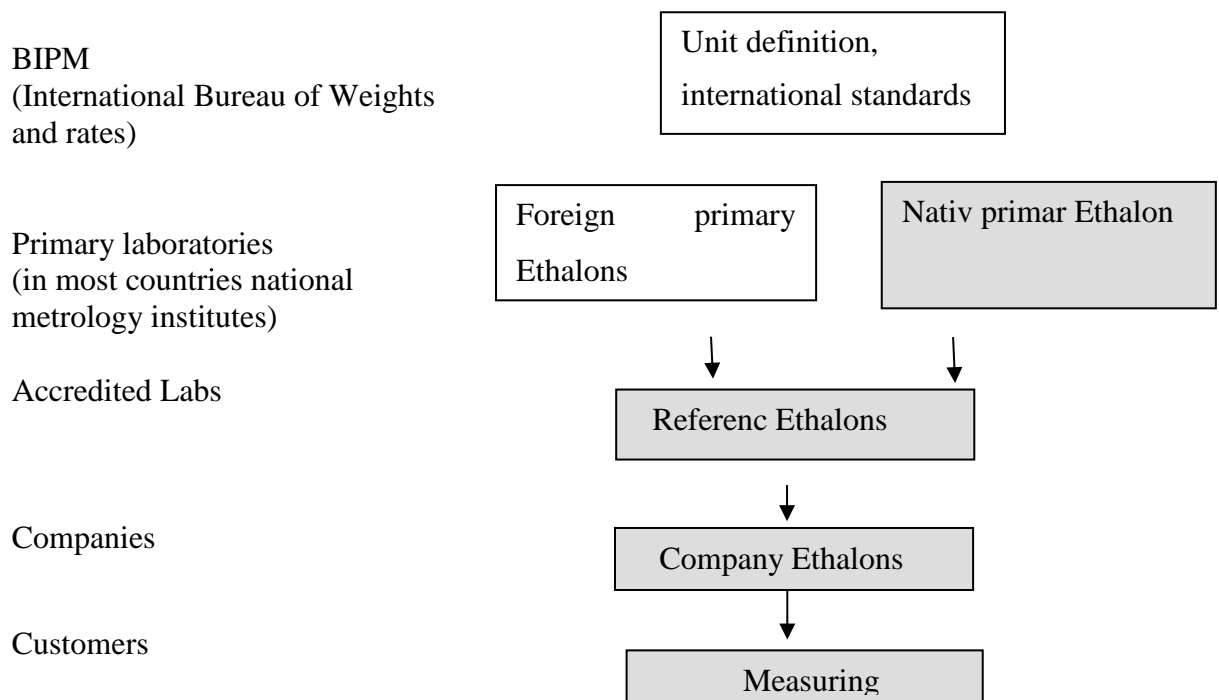 BIPM
(International Bureau of Weights
and rates)
Unit definition,
international standards
Primary laboratories
(in most countries national
metrology institutes)
Foreign primary
Ethalons
Nativ primar Ethalon
Accredited Labs
Referenc Ethalons
Companies
Company Ethalons
Customers
Measuring